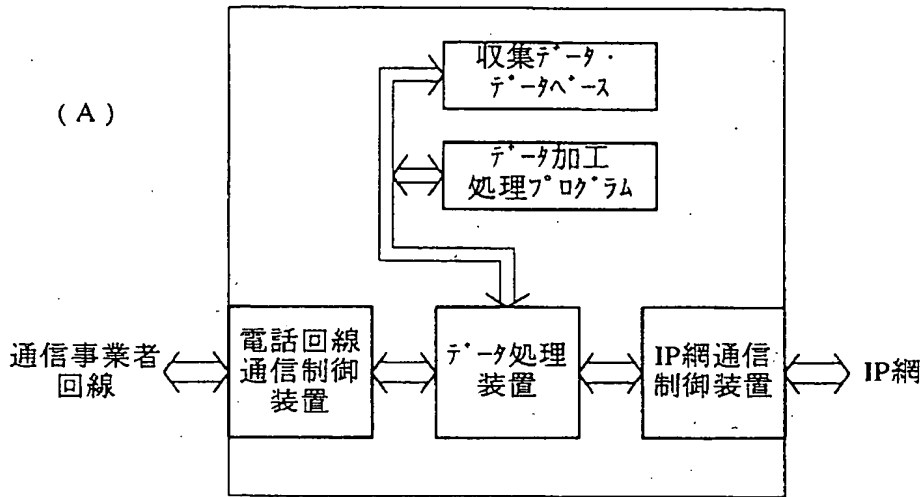 収集ﾃﾞｰﾀ・
ﾃﾞｰﾀﾍﾞｰｽ
(A)
ﾃﾞｰﾀ加工
処理ﾌﾟﾛｸﾞﾗﾑ
通信事業者
回線
電話回線
通信制御
装置
ﾃﾞｰﾀ処理
装置
IP網通信
制御装置
IP網